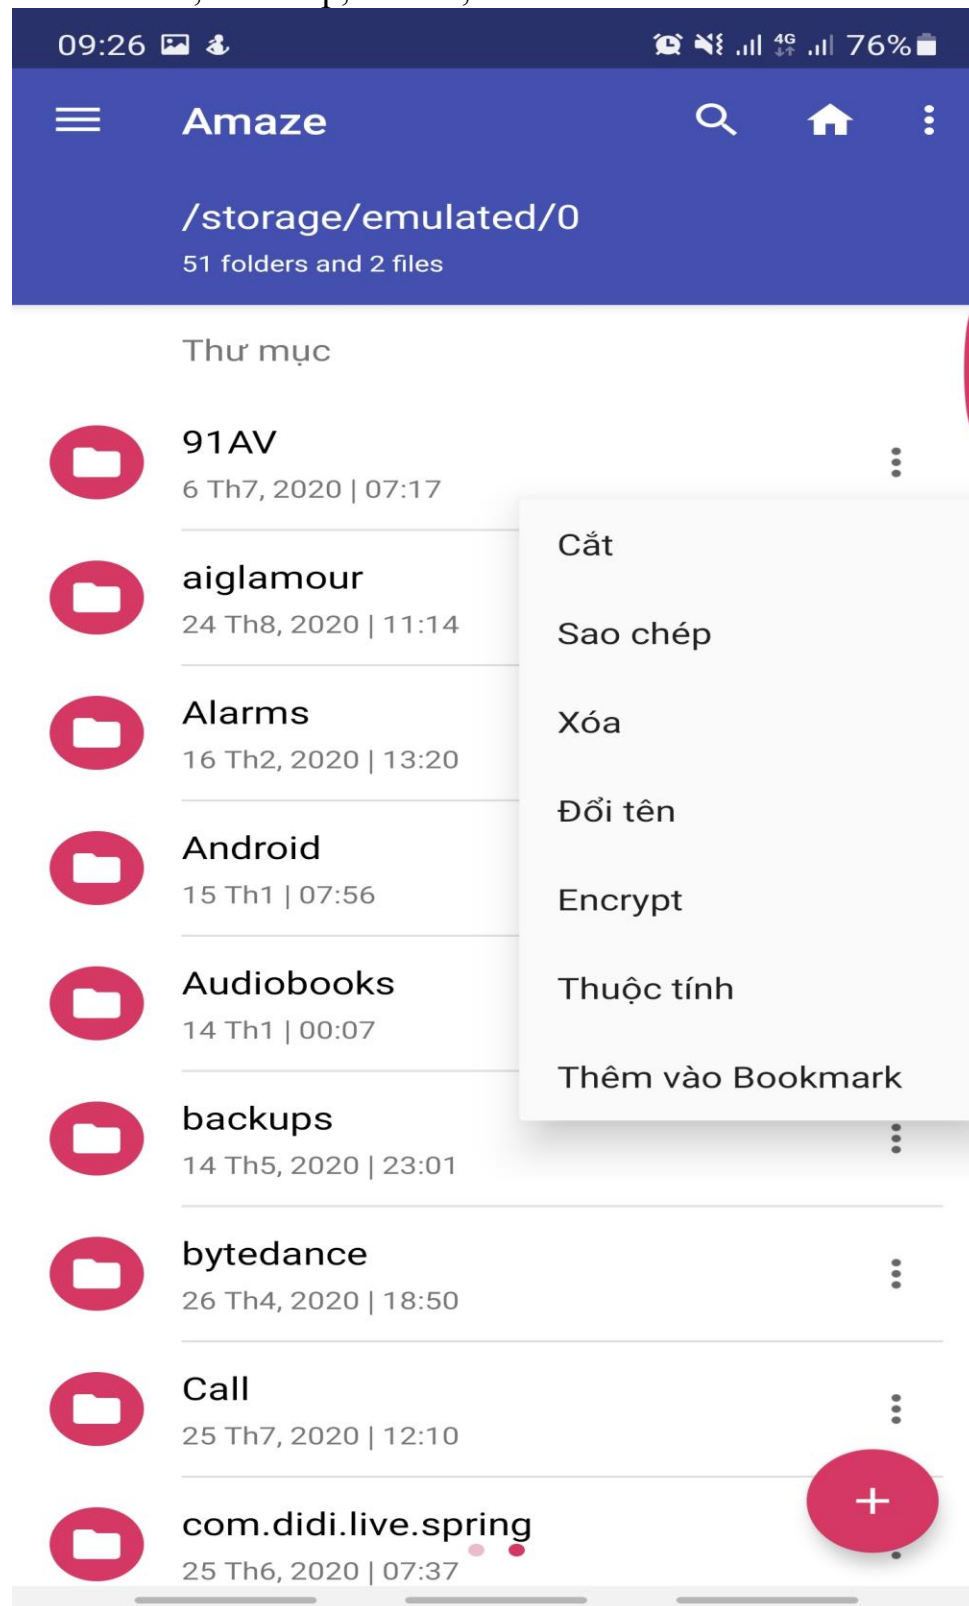 09:26 4G 76%
Amaze
/storage/emulated/0
51 folders and 2 files
Thư mục
91AV
6 Th7, 2020 | 07:17
Cắt
aiglamour
24 Th8, 2020 | 11:14
Sao chép
Alarms
Xóa
16 Th2, 2020 | 13:20
Đổi tên
Android
15 Th1 | 07:56
Encrypt
Audiobooks
Thuộc tính
14 Th1 | 00:07
Thêm vào Bookmark
backups
14 Th5, 2020 | 23:01
bytedance
26 Th4, 2020 | 18:50
Call
25 Th7, 2020 | 12:10
com.didi.live.spring
25 Th6, 2020 | 07:37